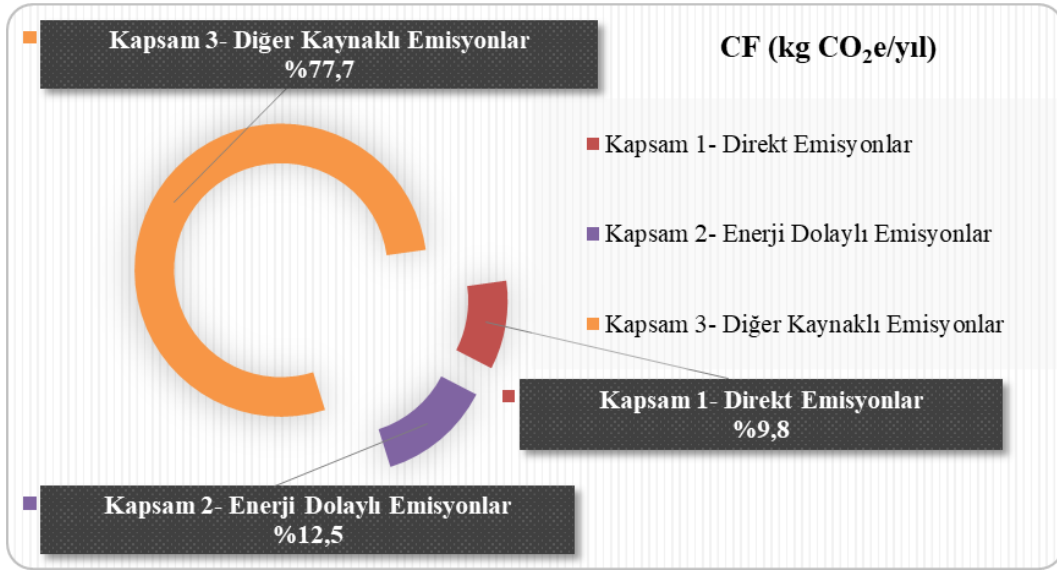 Kapsam 3- Diğer Kaynaklı Emisyonlar
%77,7
CF (kg CO₂e/yıl)
Kapsam 1- Direkt Emisyonlar
Kapsam 2- Enerji Dolaylı Emisyonlar
Kapsam 3- Diğer Kaynaklı Emisyonlar
Kapsam 1- Direkt Emisyonlar
%9,8
Kapsam 2- Enerji Dolaylı Emisyonlar
%12,5